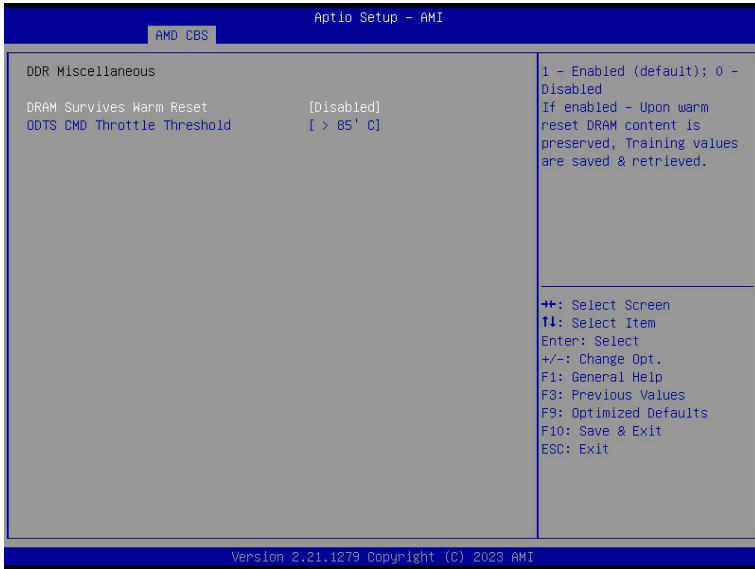 Aptio Setup – AMI
AMD CBS
DDR Miscellaneous
DRAM Survives Warm Reset [Disabled]
ODTS CMD Throttle Threshold [ > 85' C]
1 – Enabled (default); 0 –
Disabled
If enabled – Upon warm
reset DRAM content is
preserved, Training values
are saved & retrieved.
→←: Select Screen
↑↓: Select Item
Enter: Select
+/-: Change Opt.
F1: General Help
F3: Previous Values
F9: Optimized Defaults
F10: Save & Exit
ESC: Exit
Version 2.21.1279 Copyright (C) 2023 AMI